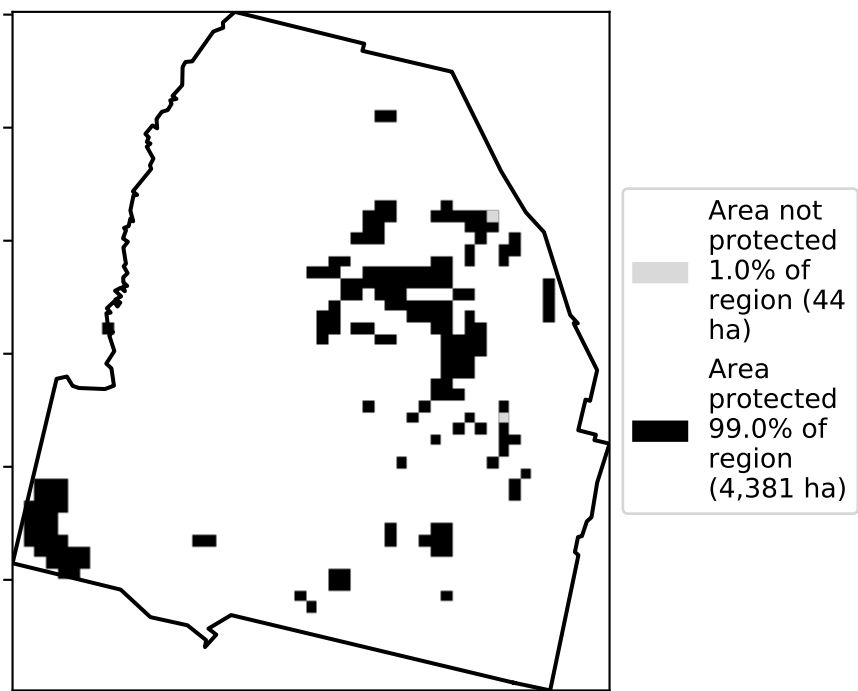 Area not
protected
1.0% of
region (44
ha)
Area
protected
99.0% of
region
(4,381 ha)